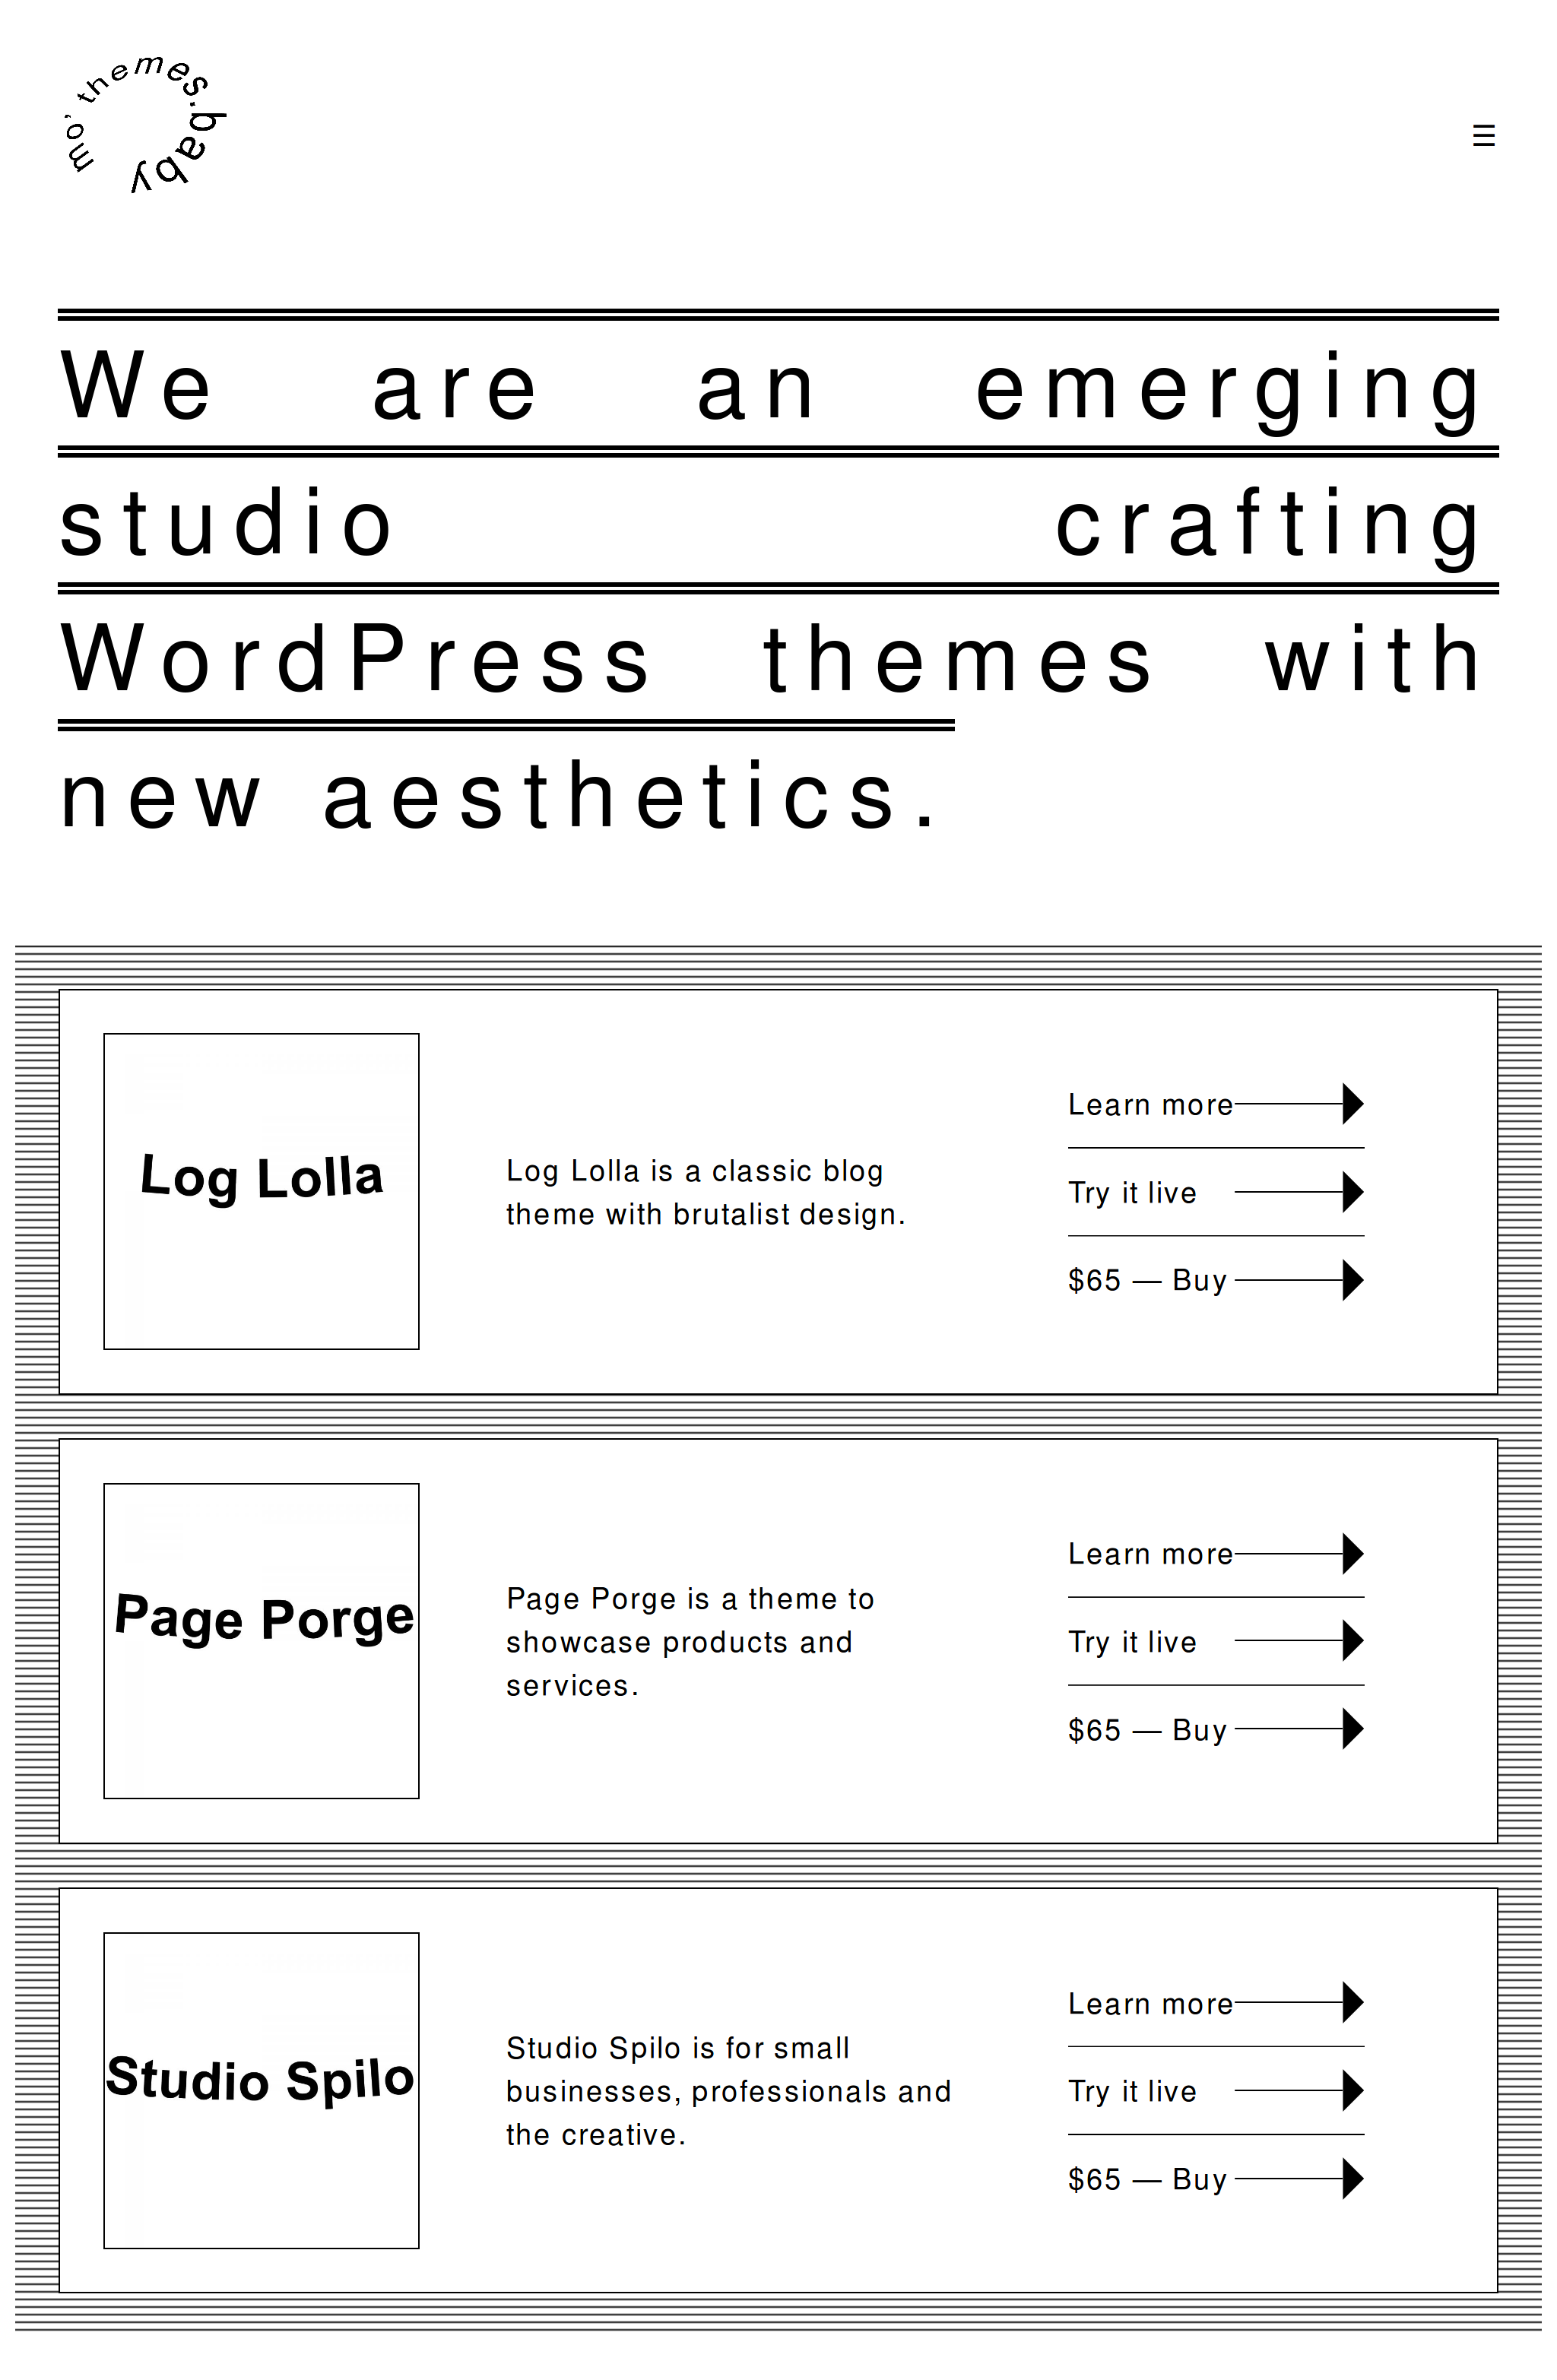 mo' themes.baby
☰
We are an emerging
studio crafting
WordPress themes with
new aesthetics.
Log Lolla
Log Lolla is a classic blog
theme with brutalist design.
Learn more
Try it live
$65 — Buy
Page Porge
Page Porge is a theme to
showcase products and
services.
Learn more
Try it live
$65 — Buy
Studio Spilo
Studio Spilo is for small
businesses, professionals and
the creative.
Learn more
Try it live
$65 — Buy